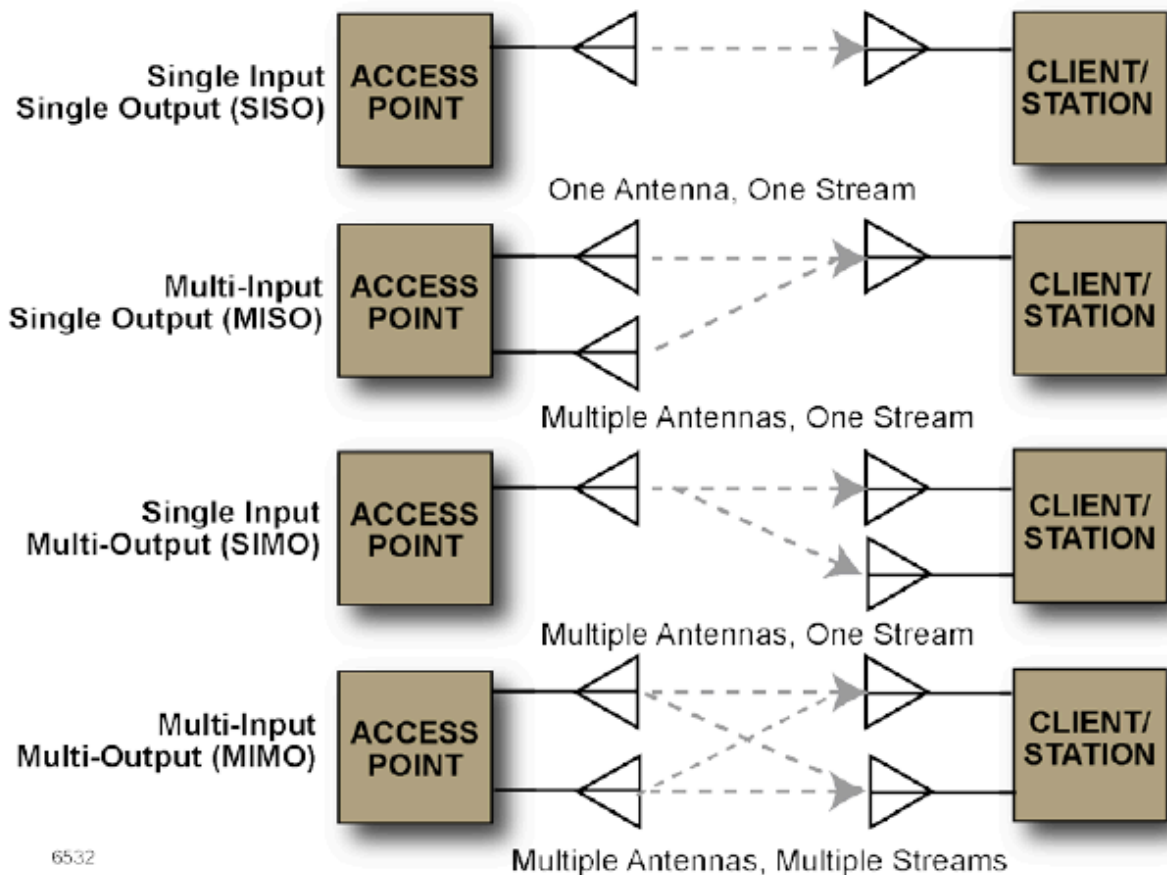 Single Input
Single Output (SISO)
ACCESS
POINT
CLIENT/
STATION
One Antenna, One Stream
Multi-Input
Single Output (MISO)
ACCESS
POINT
CLIENT/
STATION
Multiple Antennas, One Stream
Single Input
Multi-Output (SIMO)
ACCESS
POINT
CLIENT/
STATION
Multiple Antennas, One Stream
Multi-Input
Multi-Output (MIMO)
ACCESS
POINT
CLIENT/
STATION
6532
Multiple Antennas, Multiple Streams